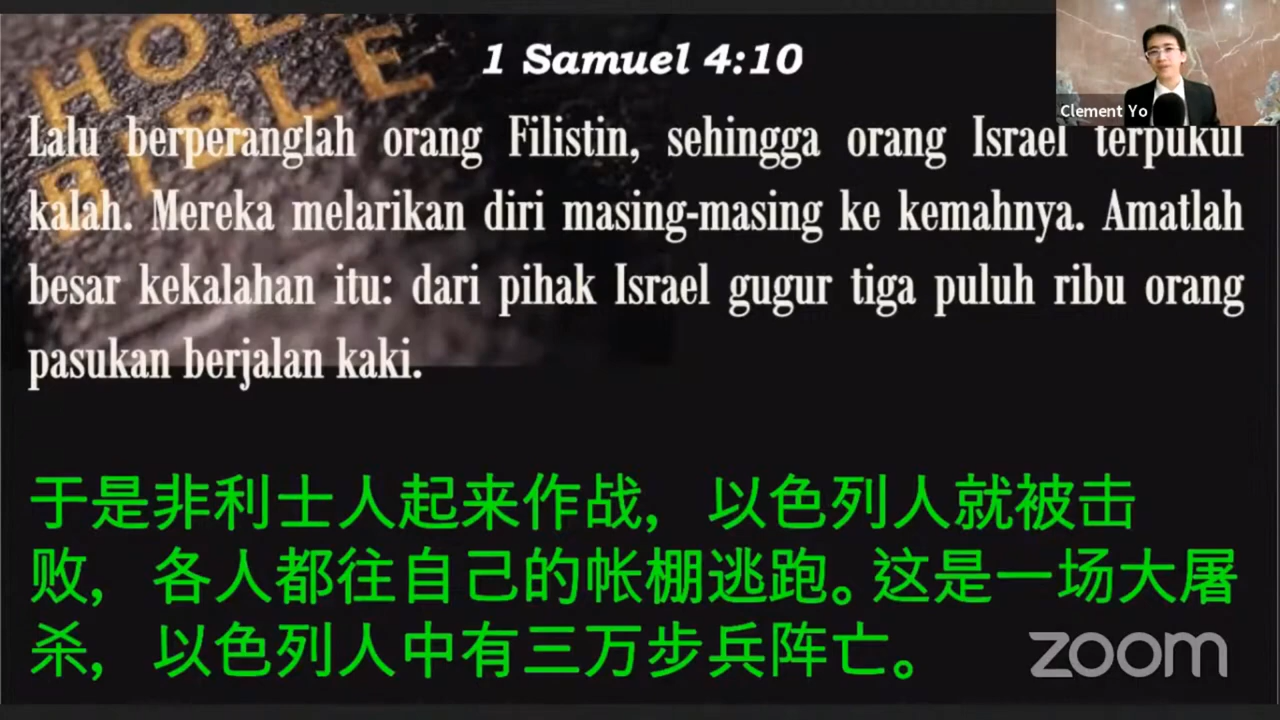 HOLY
BIBLE
1 Samuel 4:10
Clement Yo
Lalu berperanglah orang Filistin, sehingga orang Israel terpukul
kalah. Mereka melarikan diri masing-masing ke kemahnya. Amatlah
besar kekalahan itu: dari pihak Israel gugur tiga puluh ribu orang
pasukan berjalan kaki.
于是非利士人起来作战, 以色列人就被击
败, 各人都往自己的帐棚逃跑。这是一场大屠
杀, 以色列人中有三万步兵阵亡。
zoom